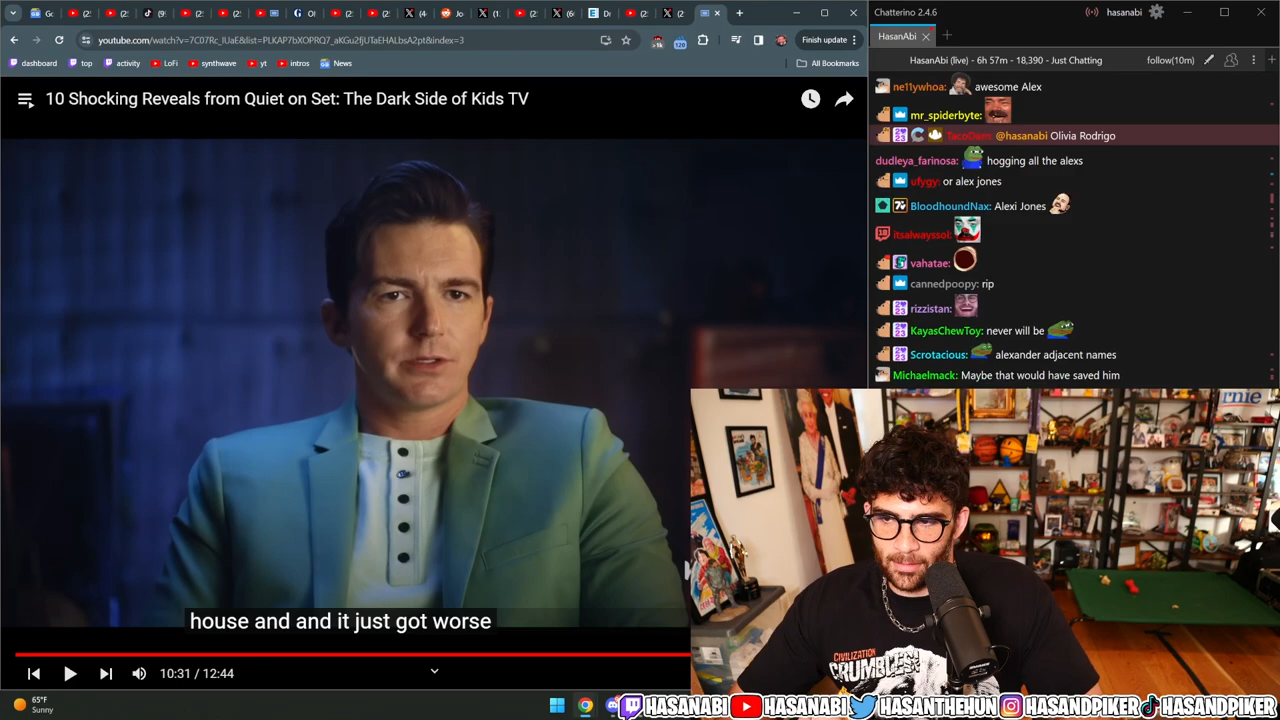 Chatterino 2.4.6
hasanabi
Finish update
youtube.com/watch?v=7C07Rc_IUaE&list=PLKAP7bXOPRQ7_aKGu2fjUTaEHALbsA2pt&index=3
>1k
120
dashboard
top
activity
LoFi
synthwave
yt
intros
News
All Bookmarks
10 Shocking Reveals from Quiet on Set: The Dark Side of Kids TV
house and and it just got worse
10:31 / 12:44
HasanAbi
HasanAbi (live) - 6h 57m - 18,390 - Just Chatting
follow(10m)
ne11ywhoa: awesome Alex
mr_spiderbyte:
TacoDem: @hasanabi Olivia Rodrigo
dudleya_farinosa: hogging all the alexs
ufygy: or alex jones
BloodhoundNax: Alexi Jones
itsalwayssol:
vahatae:
cannedpoopy: rip
rizzistan:
KayasChewToy: never will be
Scrotacious: alexander adjacent names
Michaelmack: Maybe that would have saved him
rnie
CIVILIZATION
CRUMBLES!
65°F
Sunny
HASANABI HASANABI HASANTHEHUN HASANDPIKER HASANDPIKER